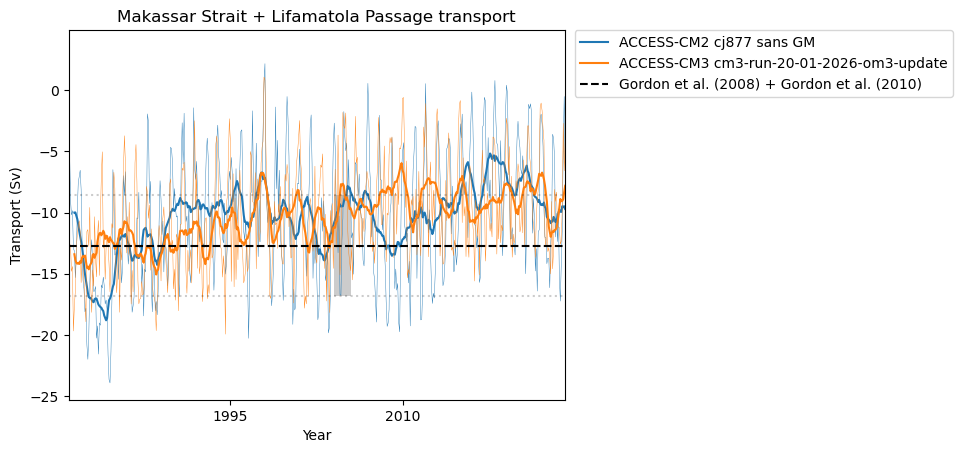 Makassar Strait + Lifamatola Passage transport
ACCESS-CM2 cj877 sans GM
ACCESS-CM3 cm3-run-20-01-2026-om3-update
Gordon et al. (2008) + Gordon et al. (2010)
Transport (Sv)
0
−5
−10
−15
−20
−25
1995
2010
Year